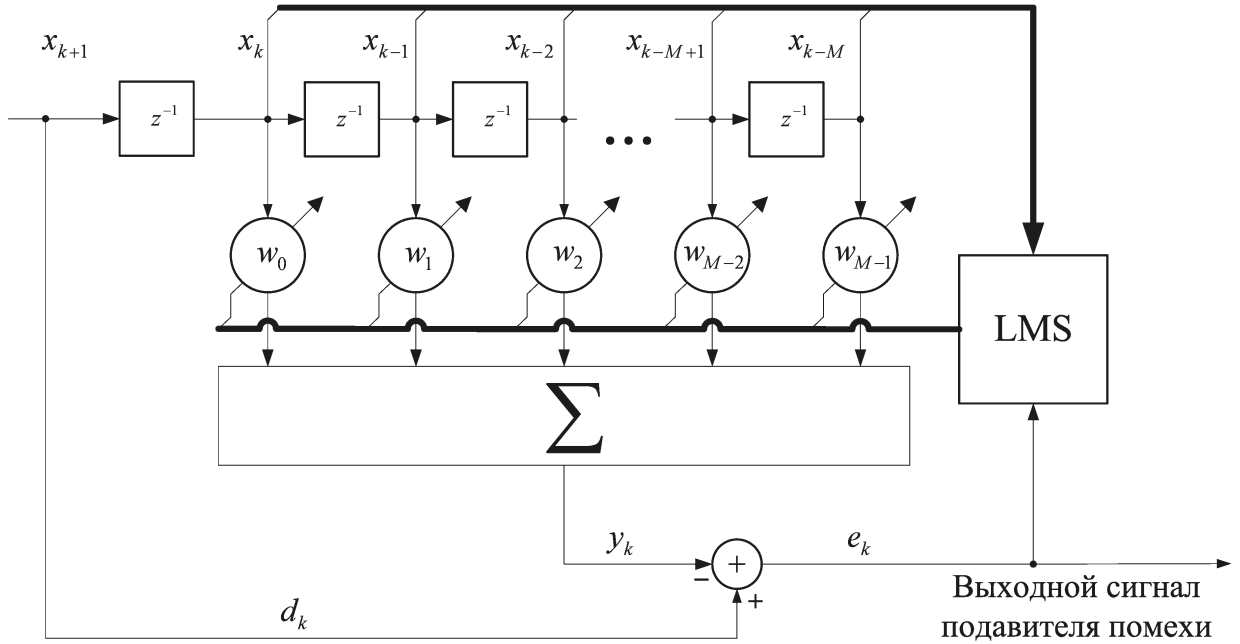 x_{k+1} x_k x_{k-1} x_{k-2} x_{k-M+1} x_{k-M}
z^{-1} z^{-1} z^{-1} ... z^{-1}
w_0 w_1 w_2 w_{M-2} w_{M-1}
LMS
Σ
y_k e_k
− + +
d_k
Выходной сигнал
подавителя помехи